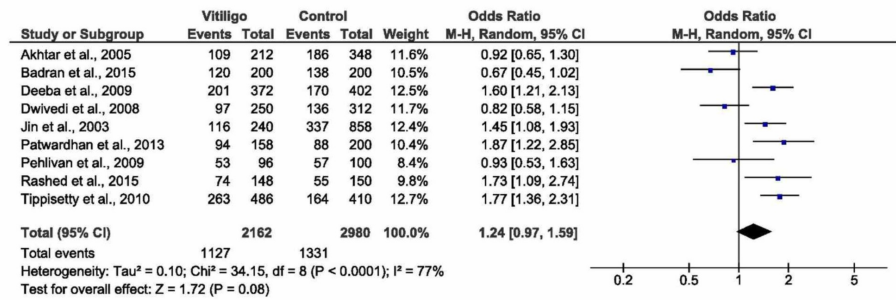 Vitiligo Control Odds Ratio Odds Ratio
Study or Subgroup Events Total Events Total Weight M-H, Random, 95% CI M-H, Random, 95% CI
Akhtar et al., 2005 109 212 186 348 11.6% 0.92 [0.65, 1.30]
Badran et al., 2015 120 200 138 200 10.5% 0.67 [0.45, 1.02]
Deeba et al., 2009 201 372 170 402 12.6% 1.60 [1.21, 2.13]
Dwivedi et al., 2008 97 250 136 312 11.7% 0.82 [0.58, 1.15]
Jin et al., 2003 116 240 337 858 12.4% 1.45 [1.08, 1.93]
Patwardhan et al., 2013 94 158 88 200 10.4% 1.87 [1.22, 2.85]
Pehlivan et al., 2009 53 96 57 100 8.4% 0.93 [0.53, 1.63]
Rashed et al., 2015 74 148 55 150 9.8% 1.73 [1.09, 2.74]
Tippisetty et al., 2010 263 486 164 410 12.7% 1.77 [1.36, 2.31]
Total (95% CI) 2162 2980 100.0% 1.24 [0.97, 1.59]
Total events 1127 1331
Heterogeneity: Tau² = 0.10; Chi² = 34.15, df = 8 (P < 0.0001); I² = 77%
Test for overall effect: Z = 1.72 (P = 0.08)
0.2 0.5 1 2 5